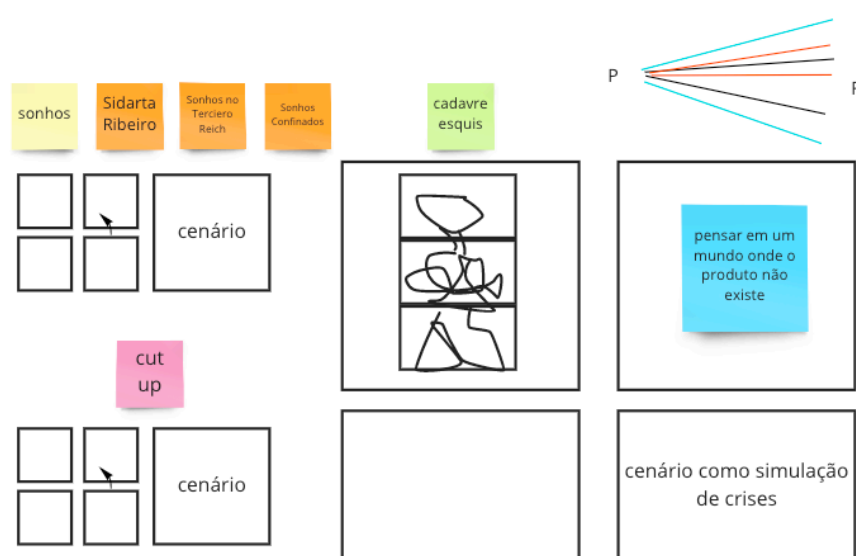 P
sonhos
Sidarta
Ribeiro
Sonhos no
Terciero
Reich
Sonhos
Confinados
cadavre
esquis
cenário
pensar em um
mundo onde o
produto não
existe
cut
up
cenário
cenário como simulação
de crises